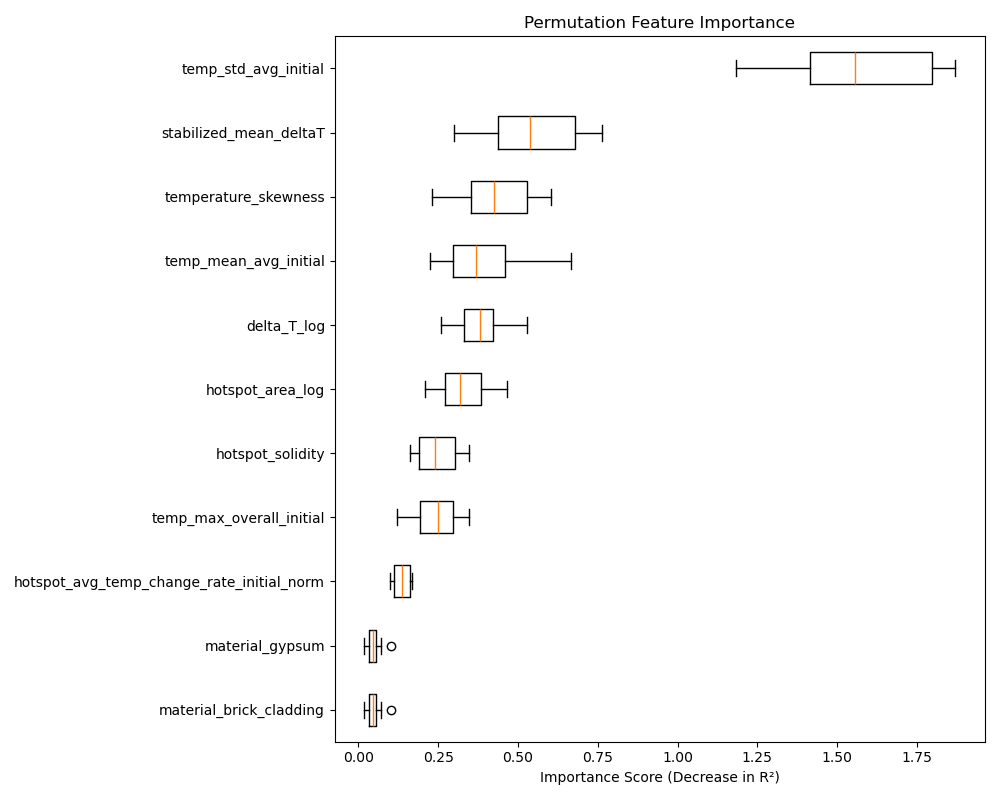 Permutation Feature Importance
temp_std_avg_initial
stabilized_mean_deltaT
temperature_skewness
temp_mean_avg_initial
delta_T_log
hotspot_area_log
hotspot_solidity
temp_max_overall_initial
hotspot_avg_temp_change_rate_initial_norm
material_gypsum
material_brick_cladding
0.00 0.25 0.50 0.75 1.00 1.25 1.50 1.75
Importance Score (Decrease in R²)